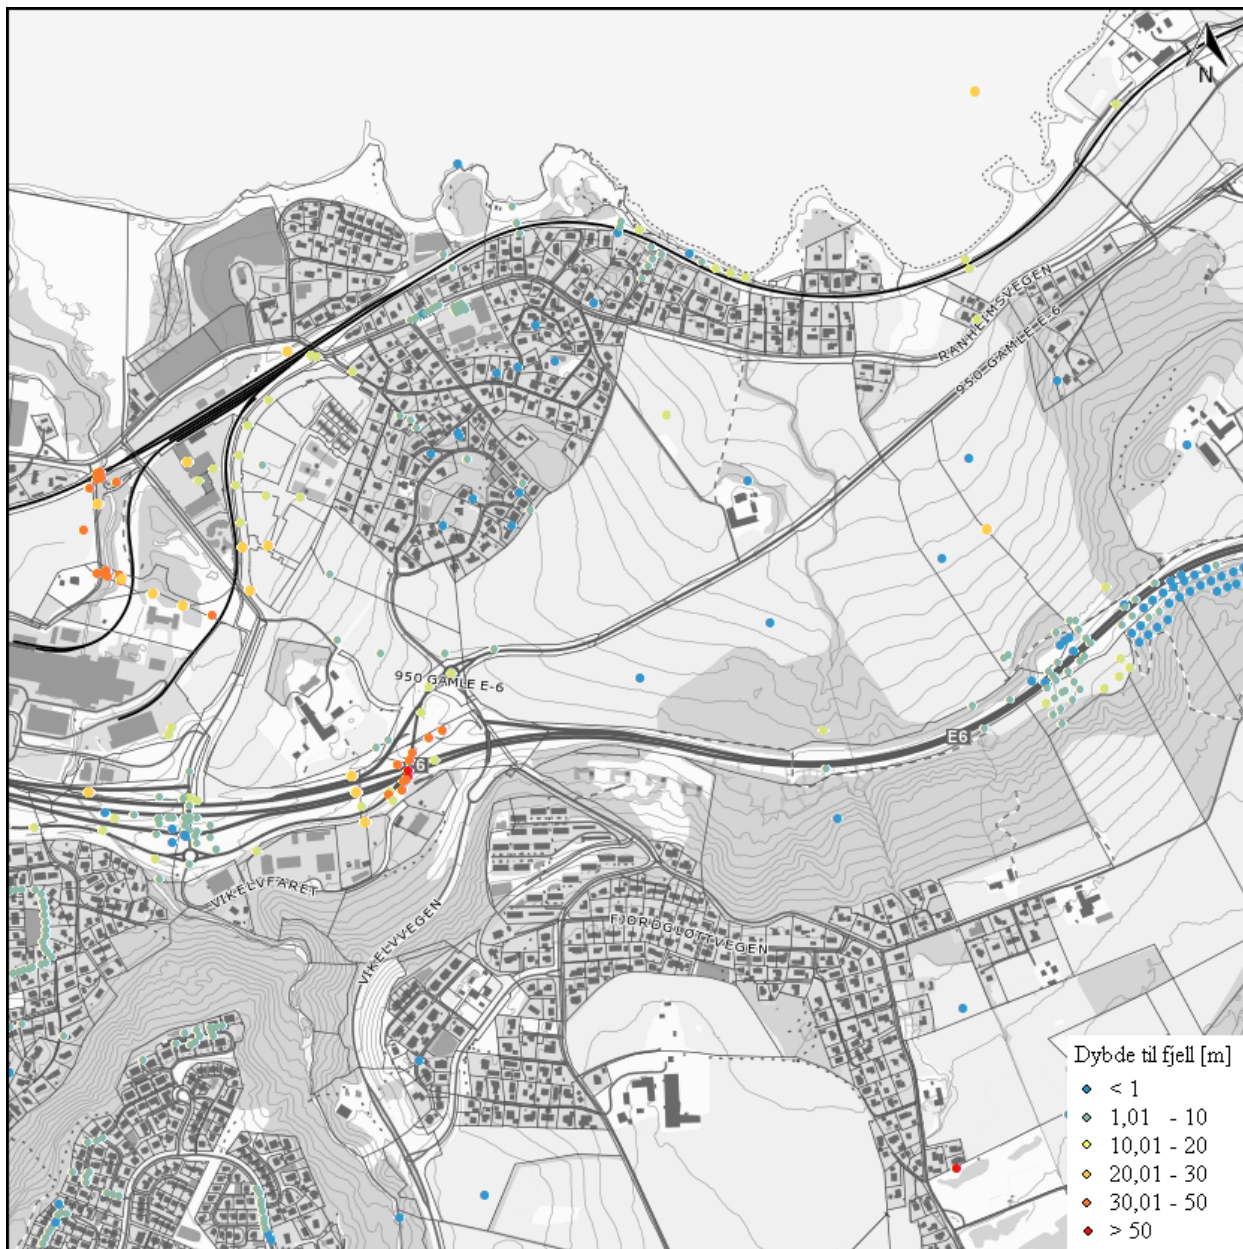 N
RANHEIMSVEGEN
950 GAMLE E-6
950 GAMLE E-6
E6
6
VIKELVFARET
VIKELVVEGEN
FJORDGLØTTVEGEN
Dybde til fjell [m]
< 1
1,01 - 10
10,01 - 20
20,01 - 30
30,01 - 50
> 50